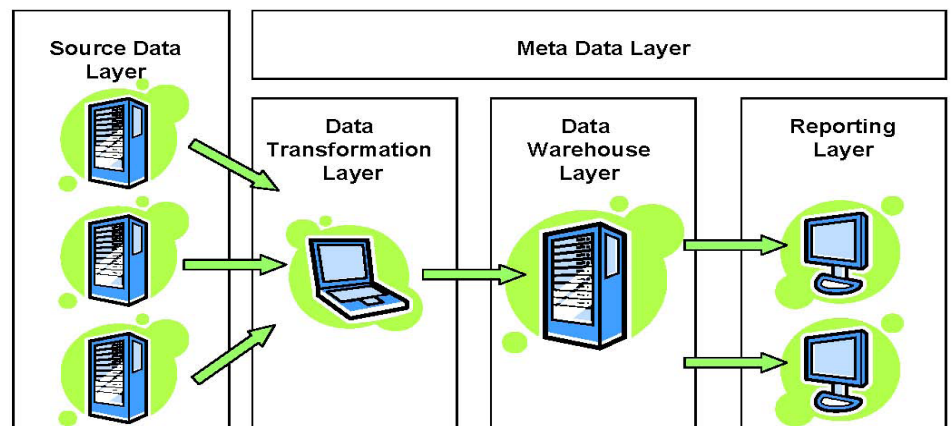 Source Data
Layer
Meta Data Layer
Data
Transformation
Layer
Data
Warehouse
Layer
Reporting
Layer